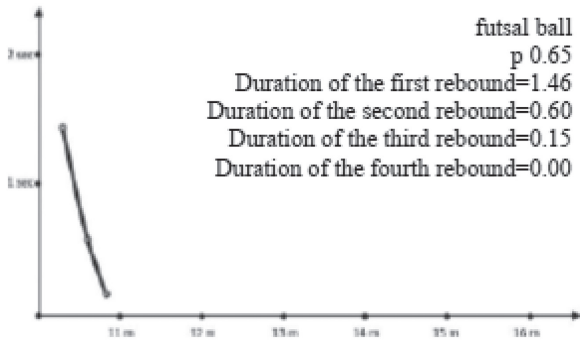 futsal ball
p 0.65
Duration of the first rebound=1.46
Duration of the second rebound=0.60
Duration of the third rebound=0.15
Duration of the fourth rebound=0.00
11 m
12 m
13 m
14 m
15 m
16 m